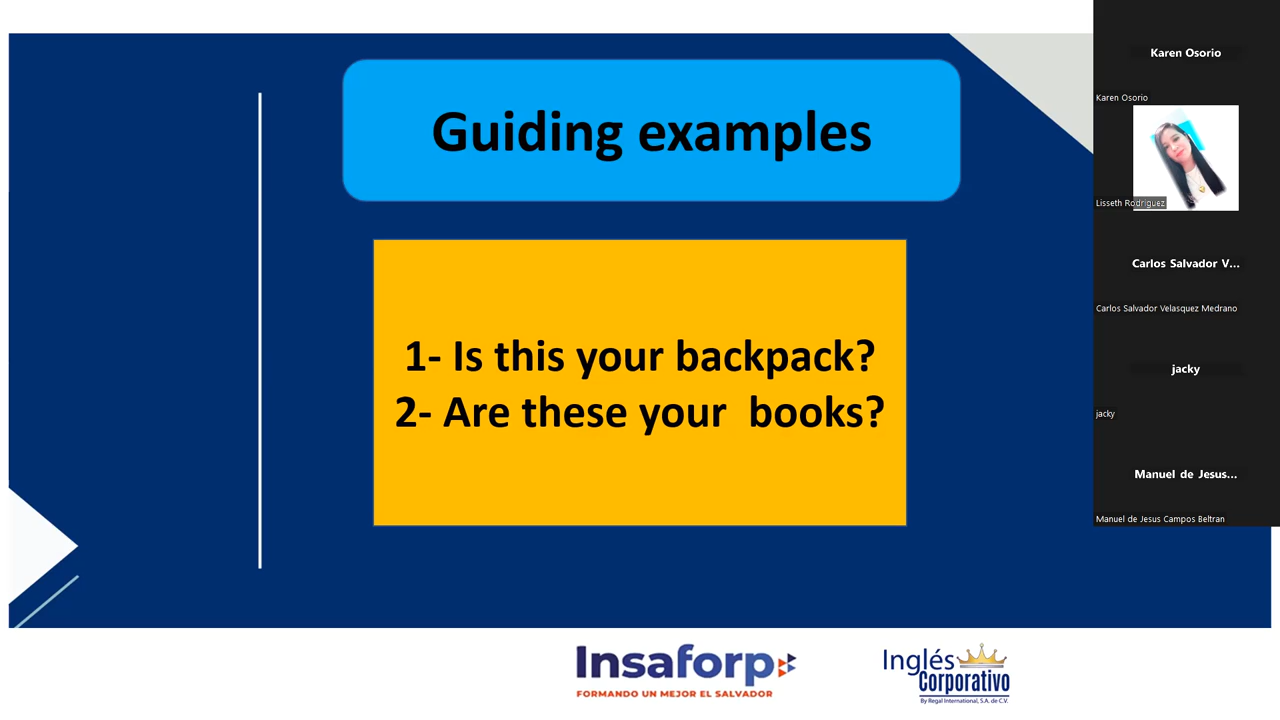 Guiding examples
1- Is this your backpack?
2- Are these your  books?
Karen Osorio
Karen Osorio
Lisseth Rodriguez
Carlos Salvador V...
Carlos Salvador Velasquez Medrano
jacky
jacky
Manuel de Jesus...
Manuel de Jesus Campos Beltran
Insaforp
FORMANDO UN MEJOR EL SALVADOR
Inglés
Corporativo
By Regal International, S.A. de C.V.